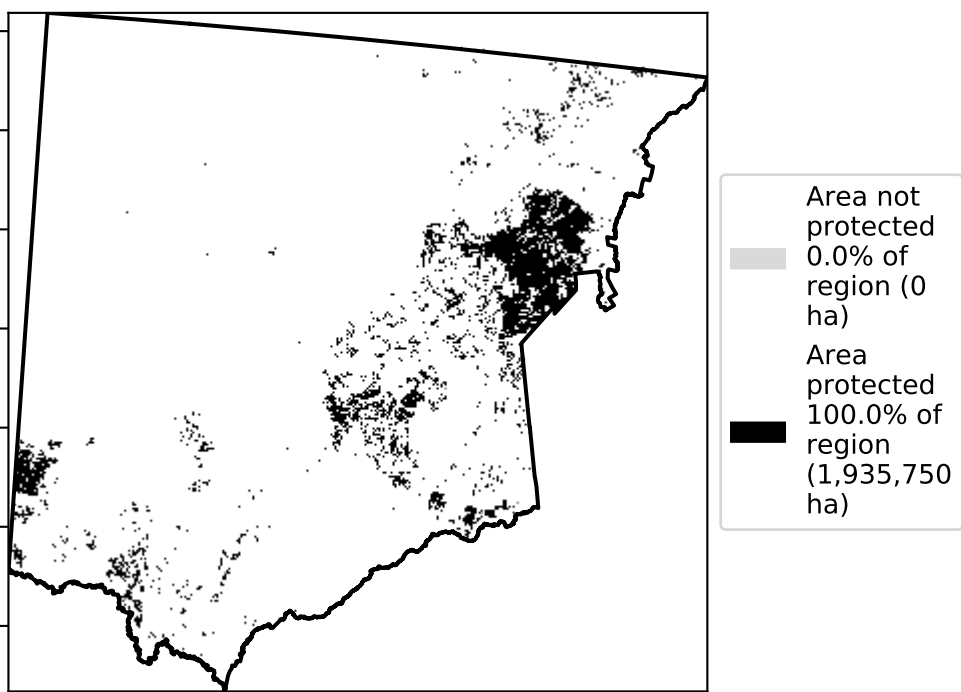 Area not
protected
0.0% of
region (0
ha)
Area
protected
100.0% of
region
(1,935,750
ha)